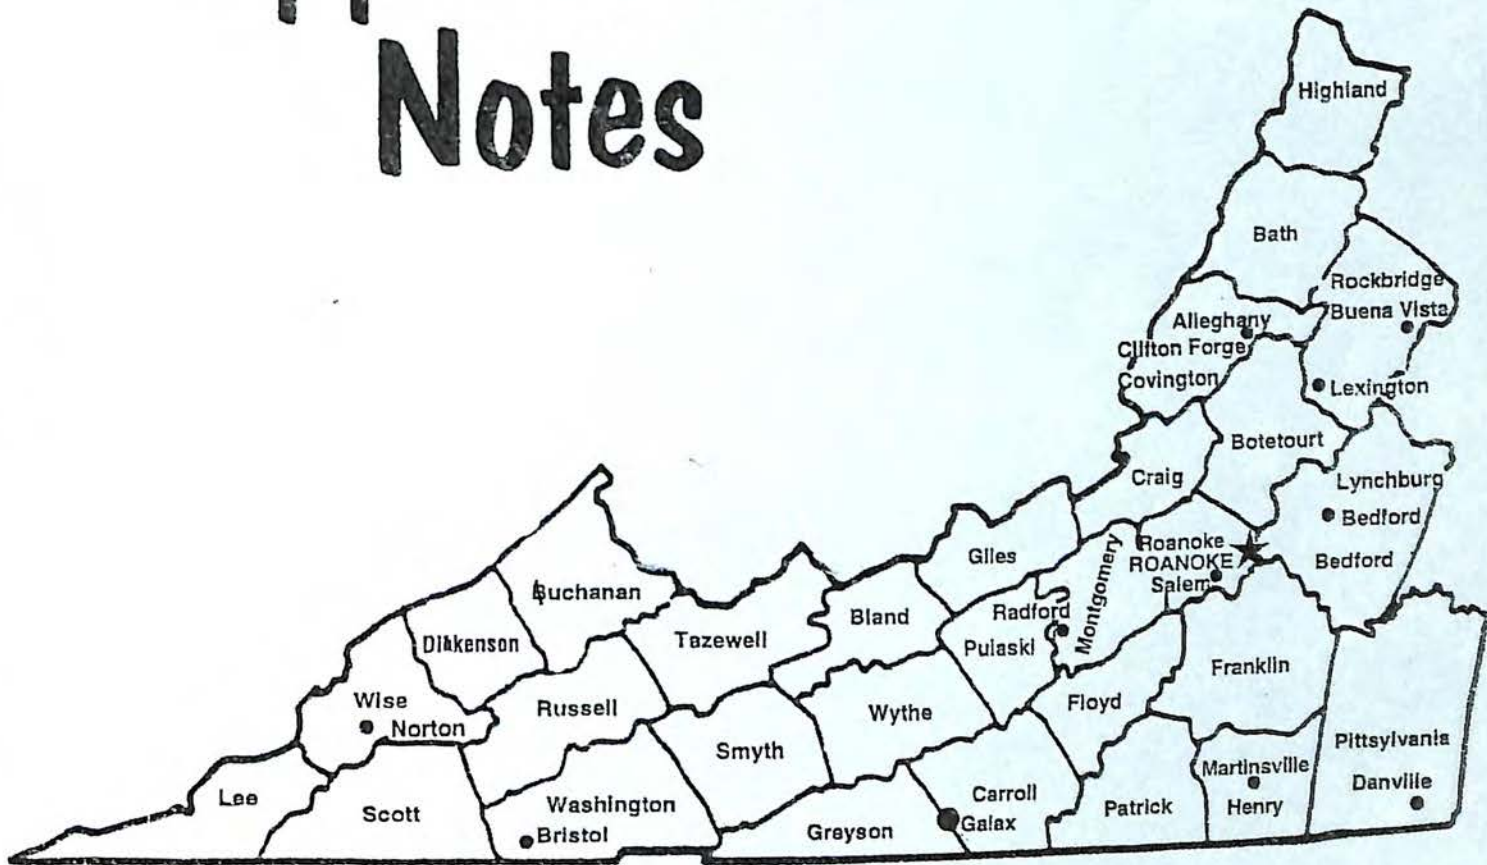 Notes
Highland
Bath
Rockbridge
Buena Vista
Alleghany
Clifton Forge
Covington
Lexington
Botetourt
Craig
Lynchburg
Bedford
Bedford
Giles
Montgomery
Roanoke
ROANOKE
Salem
Buchanan
Dickenson
Tazewell
Bland
Radford
Pulaski
Franklin
Wise
Norton
Russell
Wythe
Floyd
Smyth
Pittsylvania
Danville
Martinsville
Henry
Lee
Scott
Washington
Bristol
Grayson
Carroll
Galax
Patrick